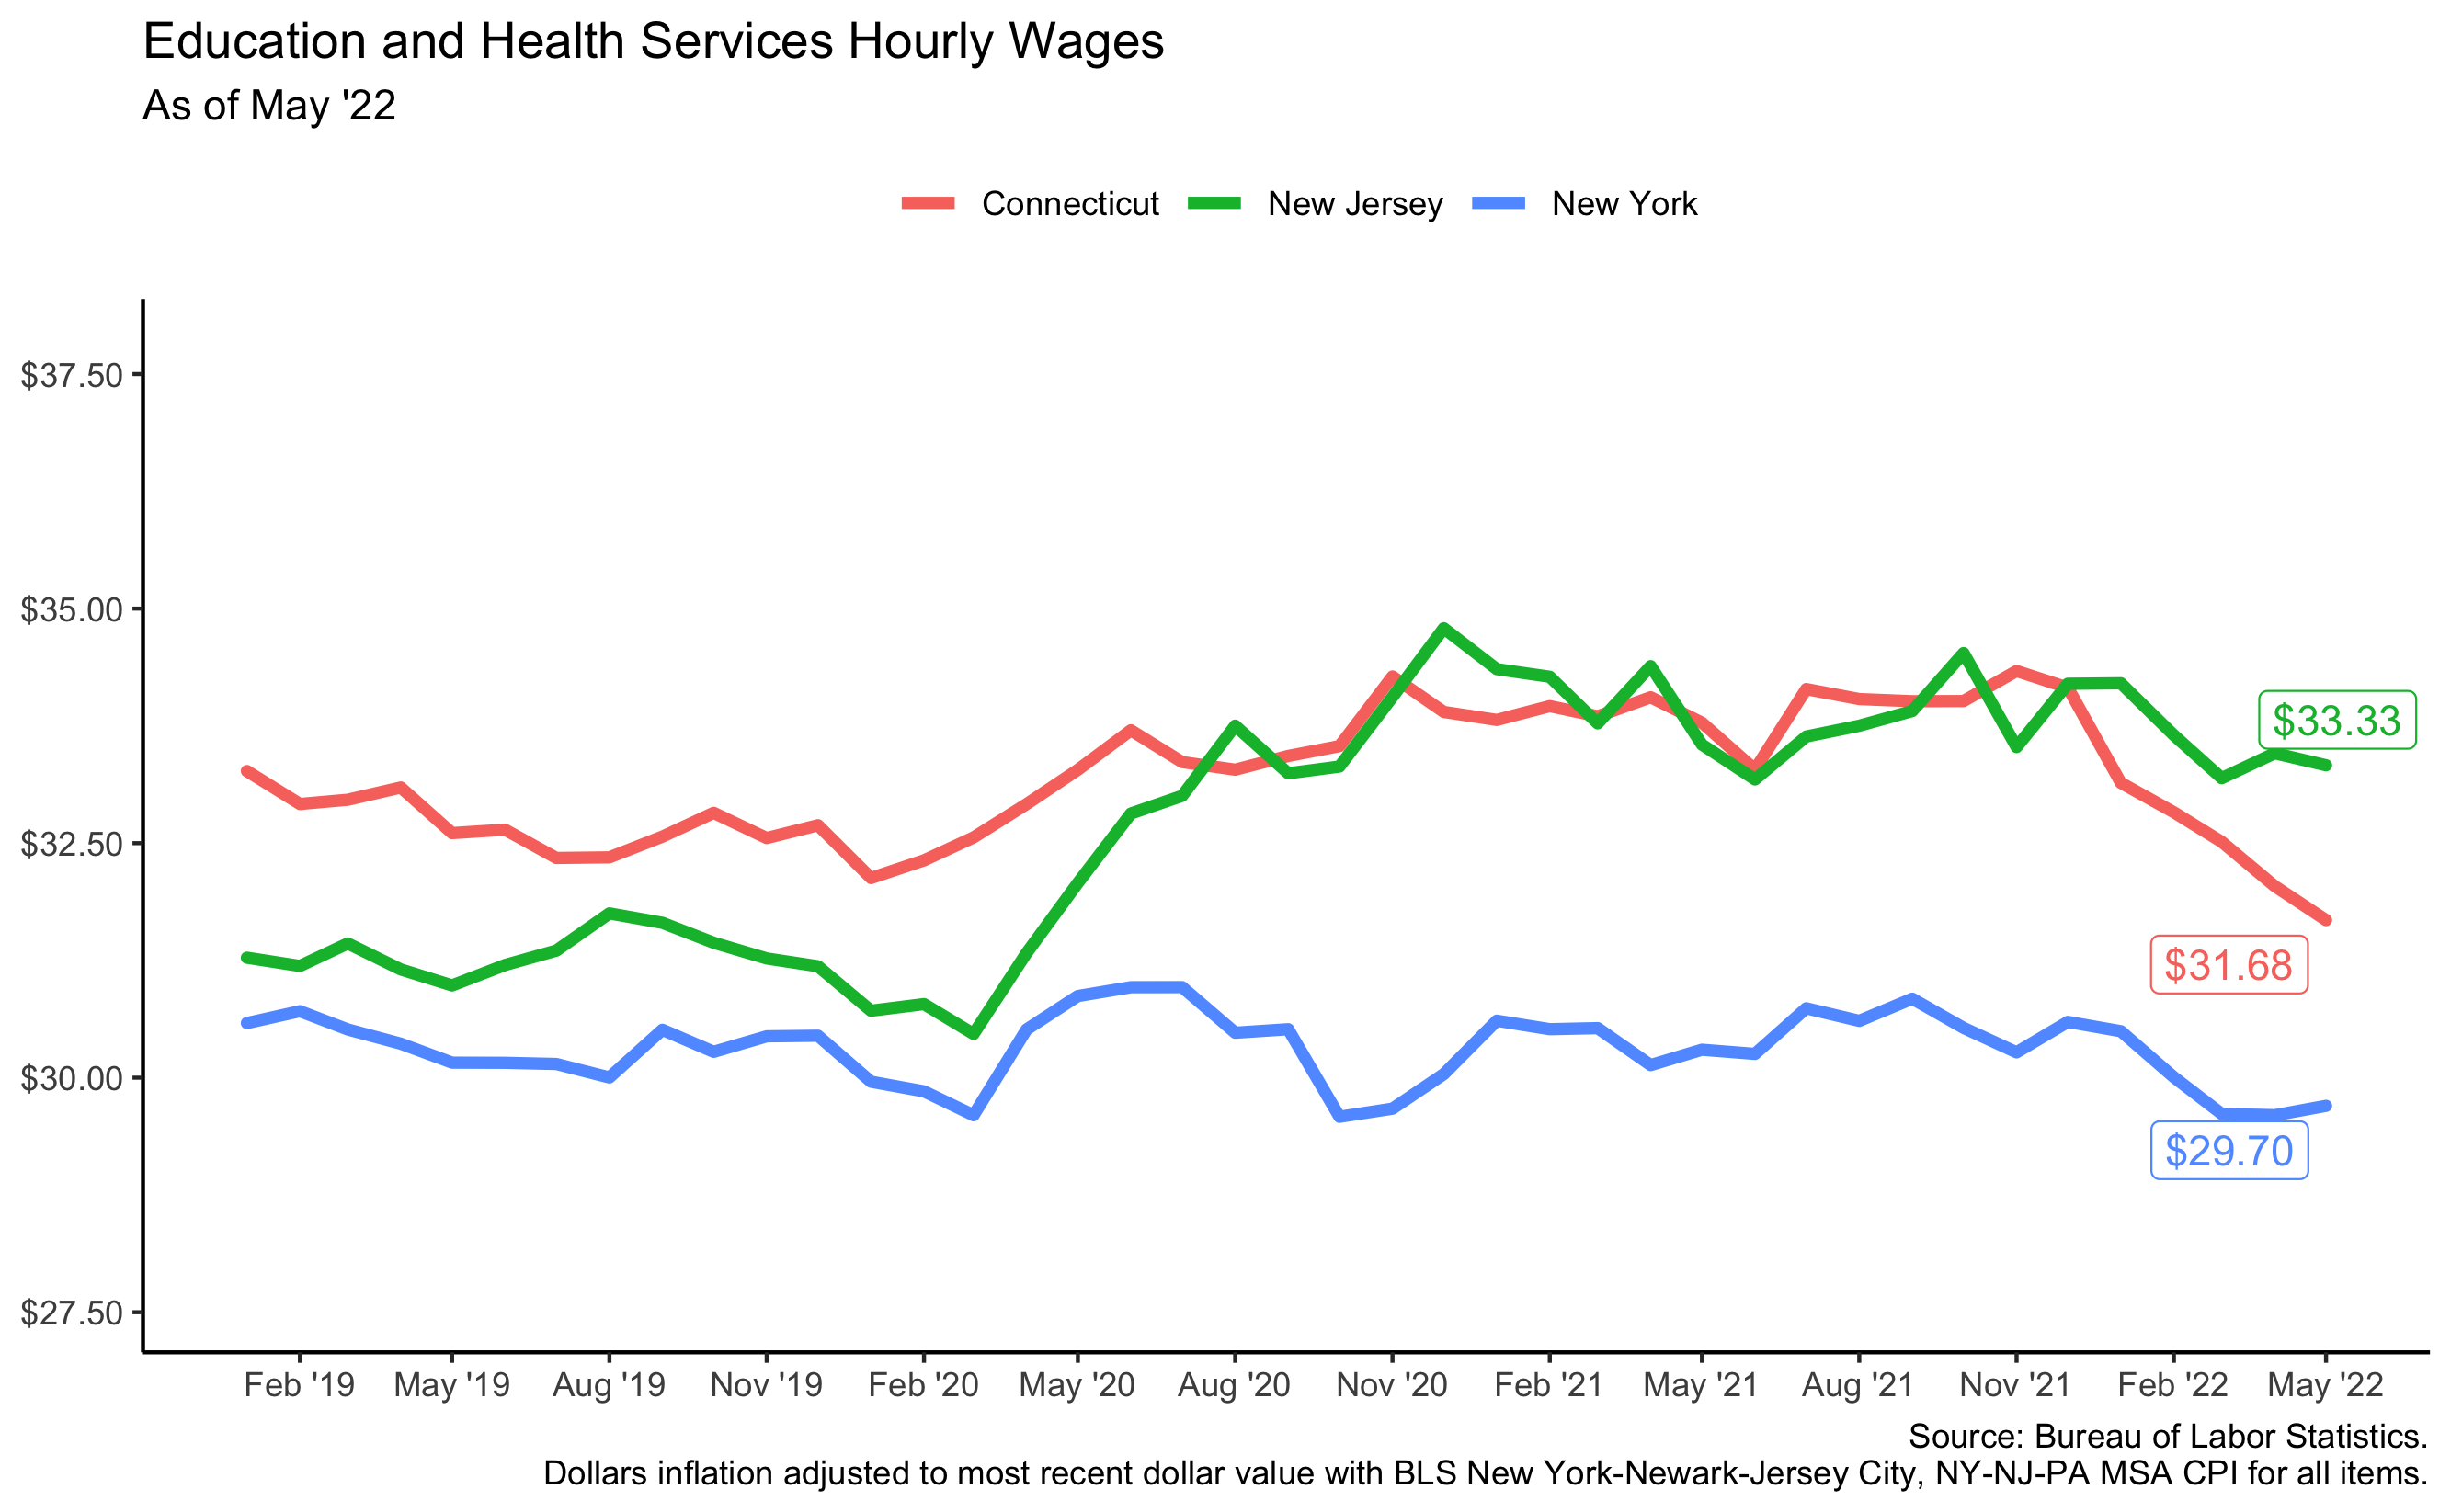 Education and Health Services Hourly Wages
As of May '22
Connecticut New Jersey New York
$37.50
$35.00
$32.50
$30.00
$27.50
$33.33
$31.68
$29.70
Feb '19 May '19 Aug '19 Nov '19 Feb '20 May '20 Aug '20 Nov '20 Feb '21 May '21 Aug '21 Nov '21 Feb '22 May '22
Source: Bureau of Labor Statistics.
Dollars inflation adjusted to most recent dollar value with BLS New York-Newark-Jersey City, NY-NJ-PA MSA CPI for all items.